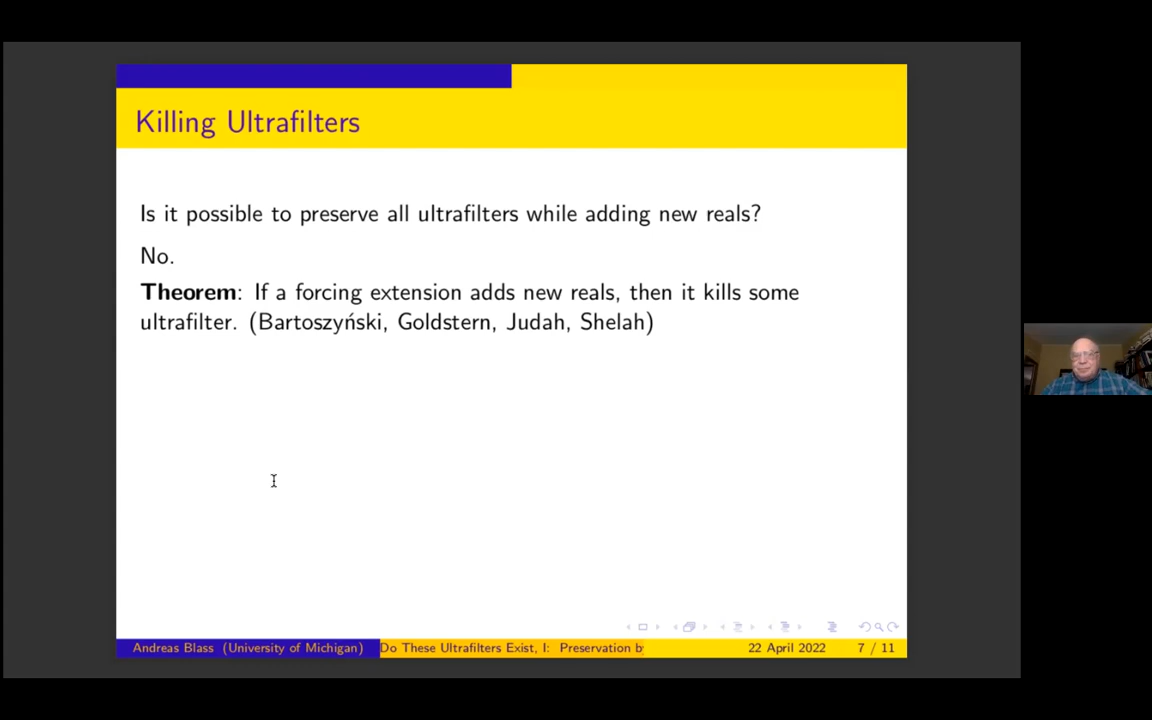 Killing Ultrafilters
Is it possible to preserve all ultrafilters while adding new reals?
No.
Theorem: If a forcing extension adds new reals, then it kills some
ultrafilter. (Bartoszyński, Goldstern, Judah, Shelah)
Andreas Blass (University of Michigan) Do These Ultrafilters Exist, I: Preservation b 22 April 2022 7 / 11